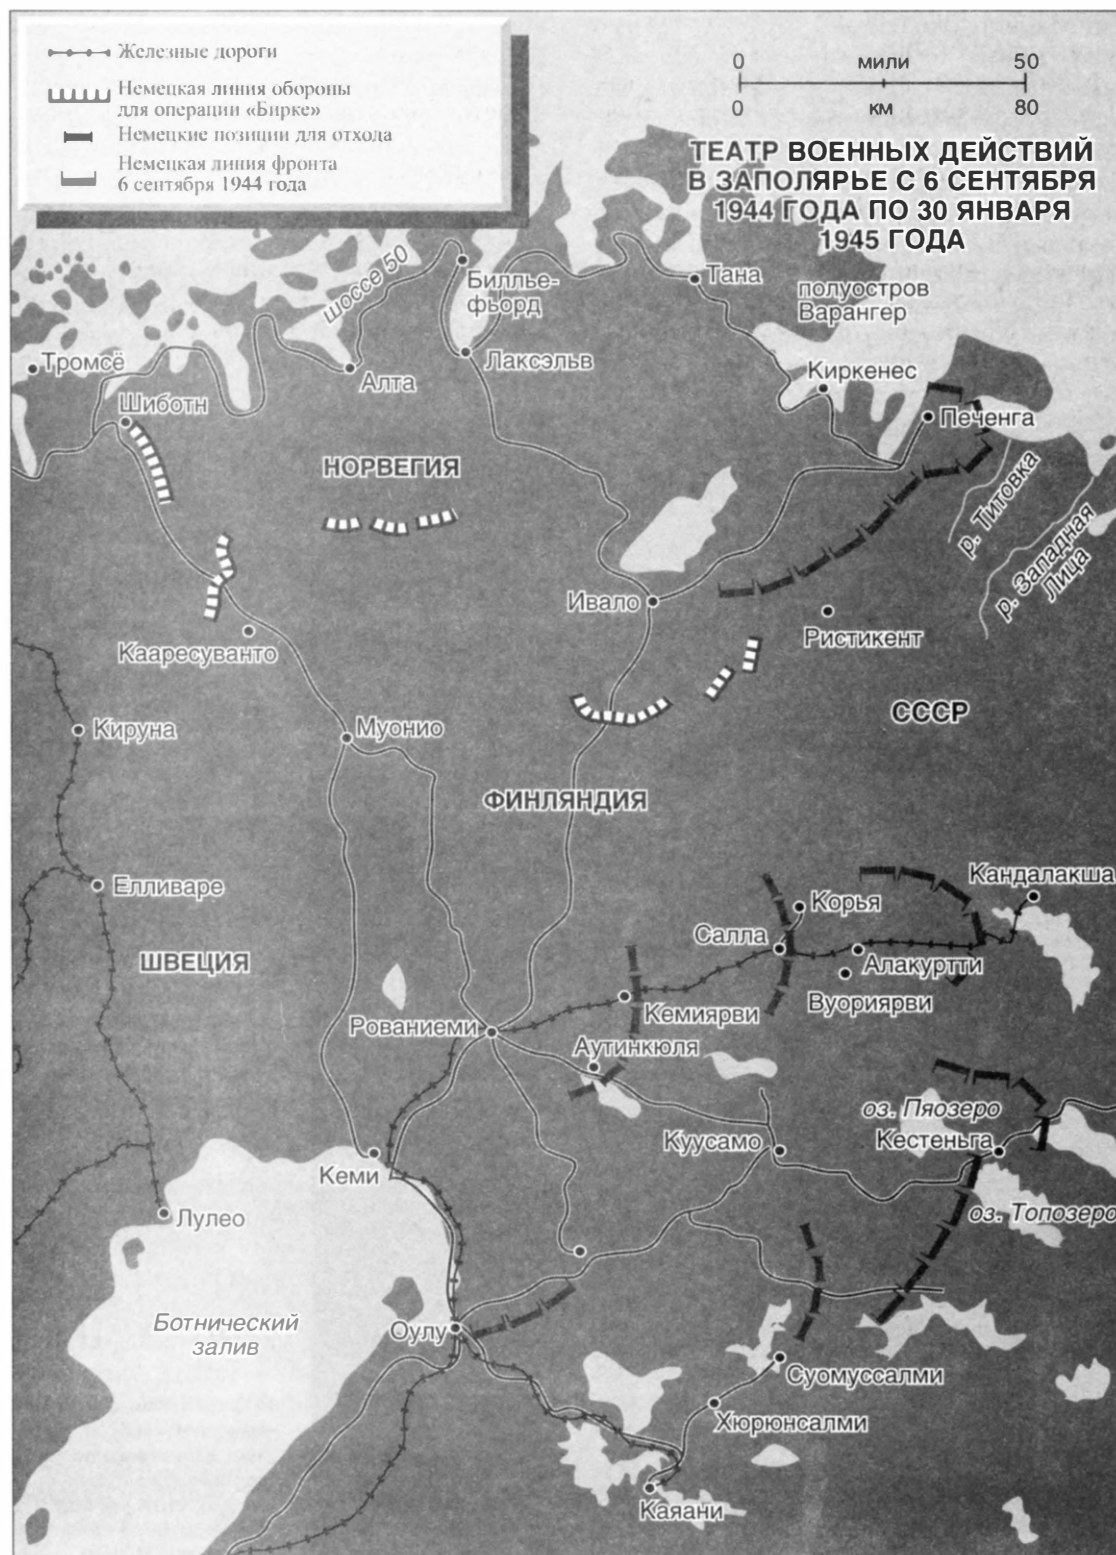 Железные дороги
Немецкая линия обороны
для операции «Бирке»
Немецкие позиции для отхода
Немецкая линия фронта
6 сентября 1944 года
0 мили 50
0 км 80
ТЕАТР ВОЕННЫХ ДЕЙСТВИЙ
В ЗАПОЛЯРЬЕ С 6 СЕНТЯБРЯ
1944 ГОДА ПО 30 ЯНВАРЯ
1945 ГОДА
шоссе 50
Биллье-
фьорд
Тана
полуостров
Варангер
Тромсё
Алта
Лаксэльв
Киркенес
Шиботн
Печенга
НОРВЕГИЯ
р. Титовка
р. Западная
Лица
Ивало
Ристикент
Кааресуванто
СССР
Кируна
Муонио
ФИНЛЯНДИЯ
Елливаре
Кандалакша
Корья
Салла
ШВЕЦИЯ
Алакуртти
Вуориярви
Кемиярви
Рованиеми
Аутинкюля
оз. Пяозеро
Куусамо
Кестеньга
Кеми
Лулео
оз. Топозеро
Ботнический
залив
Оулу
Суомуссалми
Хюрюнсалми
Каяани